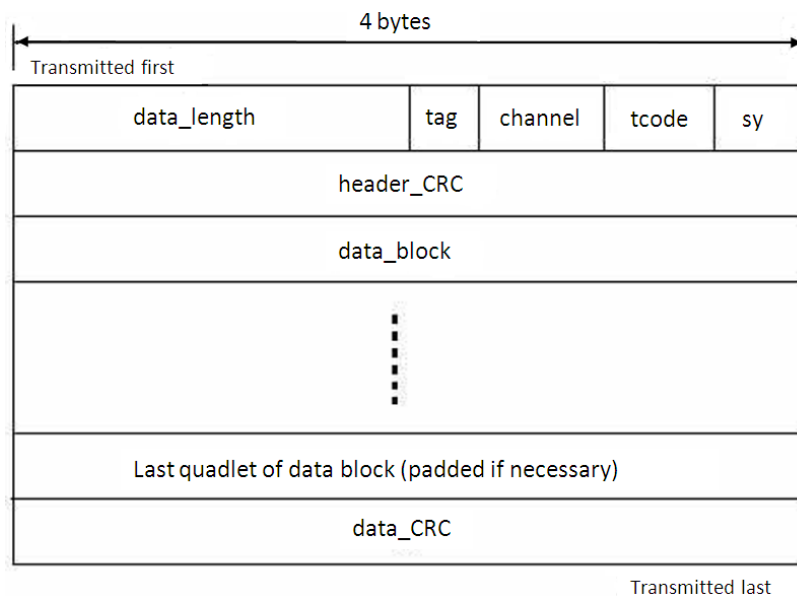 4 bytes
Transmitted first
data_length tag channel tcode sy
header_CRC
data_block
Last quadlet of data block (padded if necessary)
data_CRC
Transmitted last